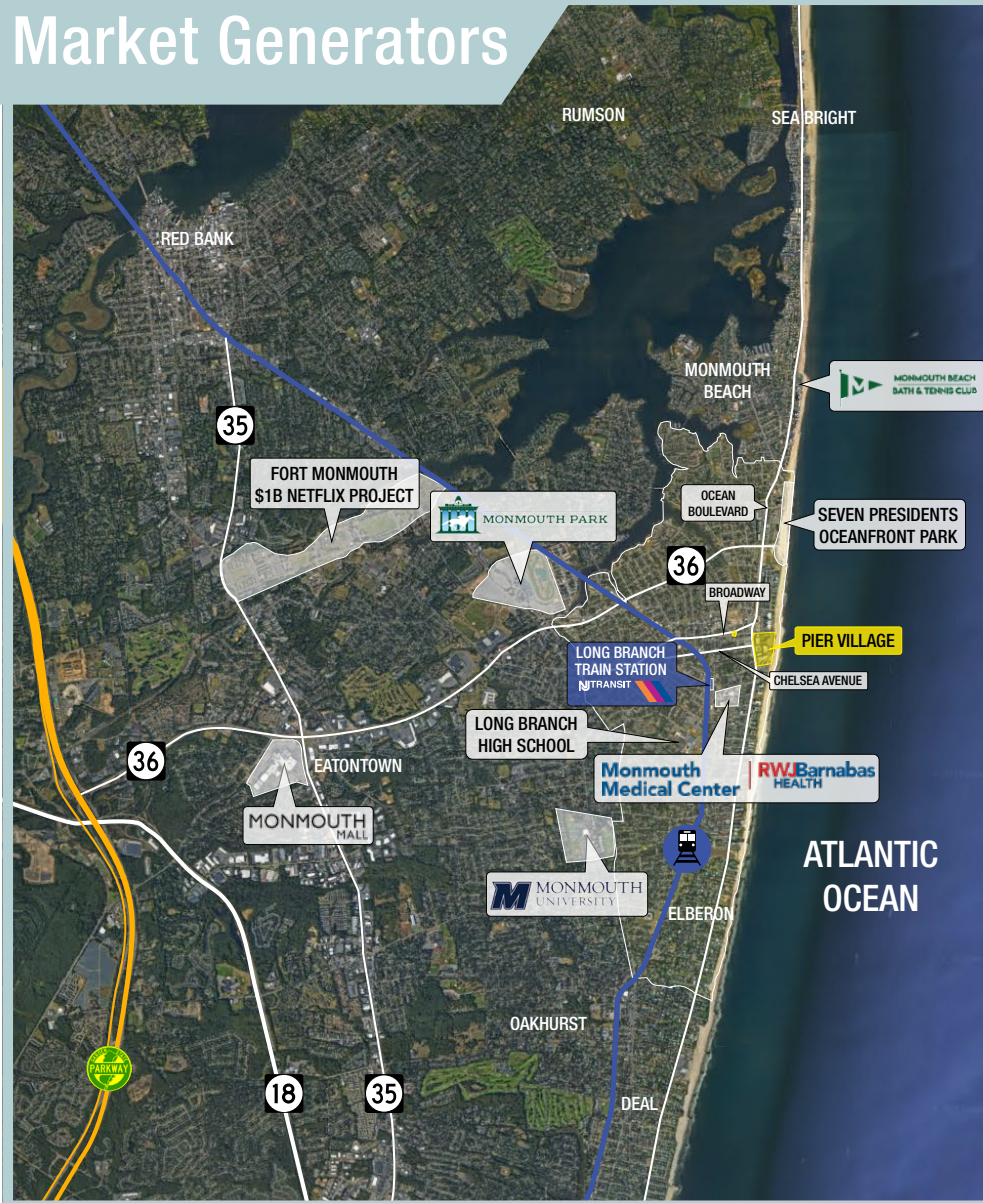 Market Generators
RUMSON
SEA BRIGHT
RED BANK
MONMOUTH
BEACH
MONMOUTH BEACH
BATH & TENNIS CLUB
35
FORT MONMOUTH
$1B NETFLIX PROJECT
MONMOUTH PARK
OCEAN
BOULEVARD
SEVEN PRESIDENTS
OCEANFRONT PARK
36
BROADWAY
PIER VILLAGE
LONG BRANCH
TRAIN STATION
NJ TRANSIT
CHELSEA AVENUE
LONG BRANCH
HIGH SCHOOL
36
EATONTOWN
Monmouth
Medical Center
RWJBarnabas
HEALTH
MONMOUTH
MALL
ATLANTIC
OCEAN
M MONMOUTH
UNIVERSITY
ELBERON
OAKHURST
PARKWAY
18
35
DEAL